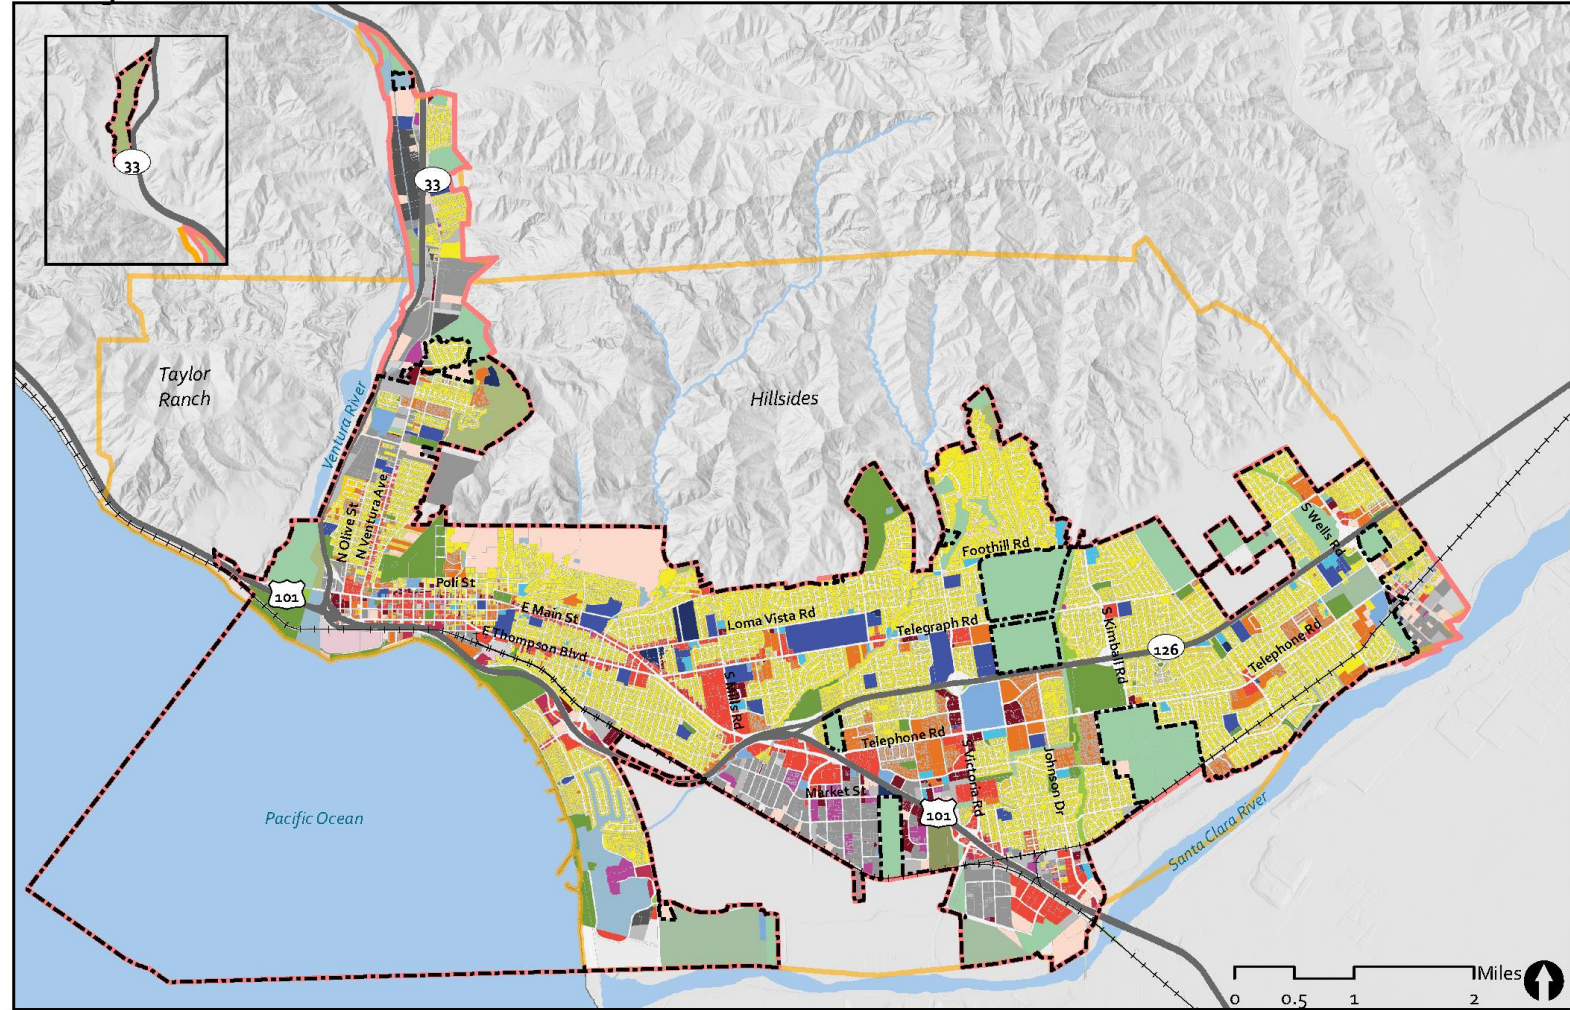 33
33
Taylor
Ranch
Hillsides
Ventura River
N Olive St
N Ventura Ave
101
Poli St
E Main St
E Thompson Blvd
Loma Vista Rd
Telegraph Rd
Foothill Rd
S Mills Rd
S Kimball Rd
126
S Wells Rd
Telephone Rd
Telephone Rd
S Victoria Rd
Johnson Dr
Market St
101
Pacific Ocean
Santa Clara River
Miles
0 0.5 1 2